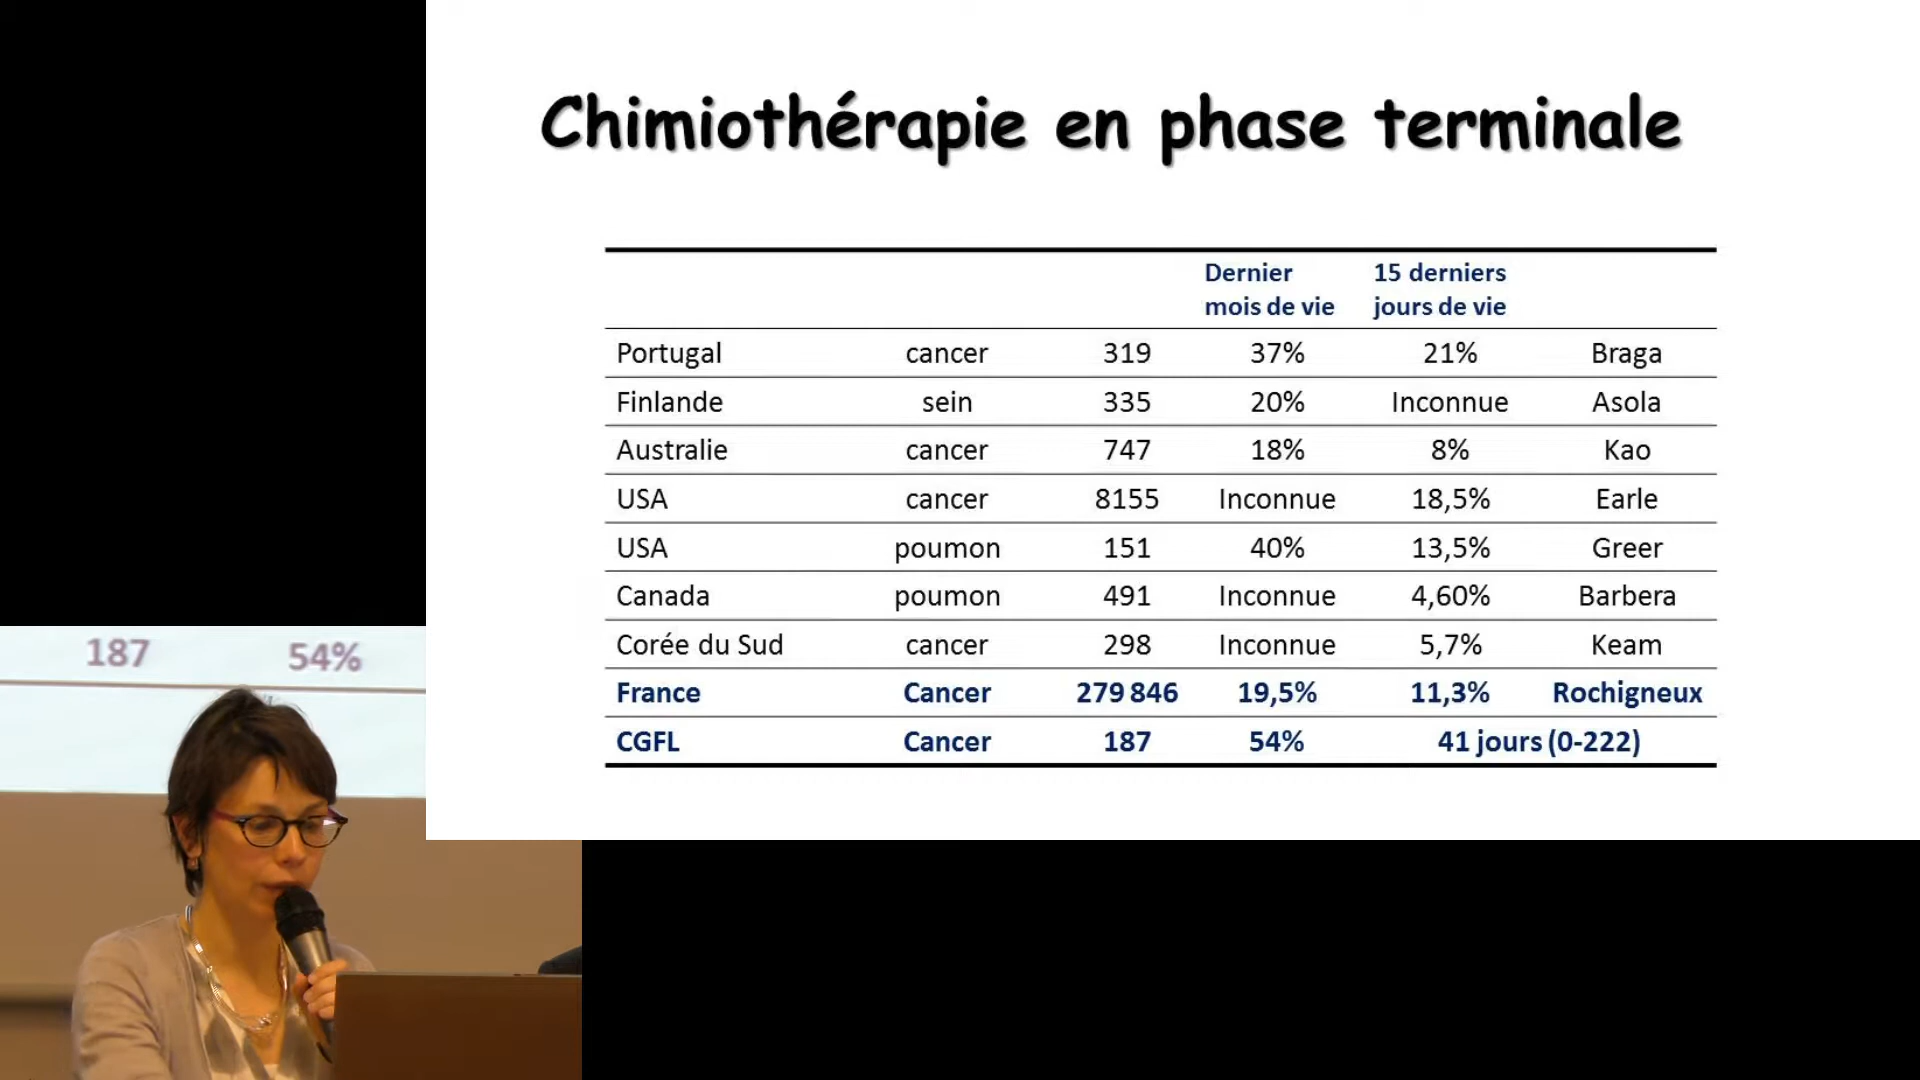 Chimiothérapie en phase terminale
Dernier mois de vie 15 derniers jours de vie
Portugal cancer 319 37% 21% Braga
Finlande sein 335 20% Inconnue Asola
Australie cancer 747 18% 8% Kao
USA cancer 8155 Inconnue 18,5% Earle
USA poumon 151 40% 13,5% Greer
Canada poumon 491 Inconnue 4,60% Barbera
Corée du Sud cancer 298 Inconnue 5,7% Keam
France Cancer 279 846 19,5% 11,3% Rochigneux
CGFL Cancer 187 54% 41 jours (0-222)
187 54%